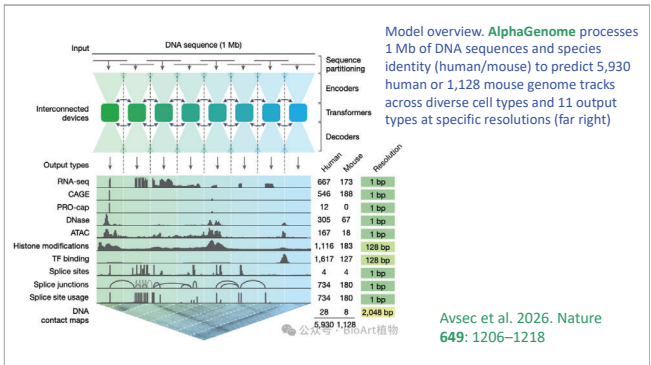 Model overview. AlphaGenome processes
1 Mb of DNA sequences and species
identity (human/mouse) to predict 5,930
human or 1,128 mouse genome tracks
across diverse cell types and 11 output
types at specific resolutions (far right)
Input
DNA sequence (1 Mb)
Sequence
partitioning
Encoders
Interconnected
devices
Transformers
Decoders
Output types
Human
Mouse
Resolution
RNA-seq 667 173 1 bp
CAGE 546 188 1 bp
PRO-cap 12 0 1 bp
DNase 305 67 1 bp
ATAC 167 18 1 bp
Histone modifications 1,116 183 128 bp
TF binding 1,617 127 128 bp
Splice sites 4 4 1 bp
Splice junctions 734 180 1 bp
Splice site usage 734 180 1 bp
DNA
contact maps
28 8 2,048 bp
5,930 1,128
公众号 · BioArt植物
Avsec et al. 2026. Nature
649: 1206–1218